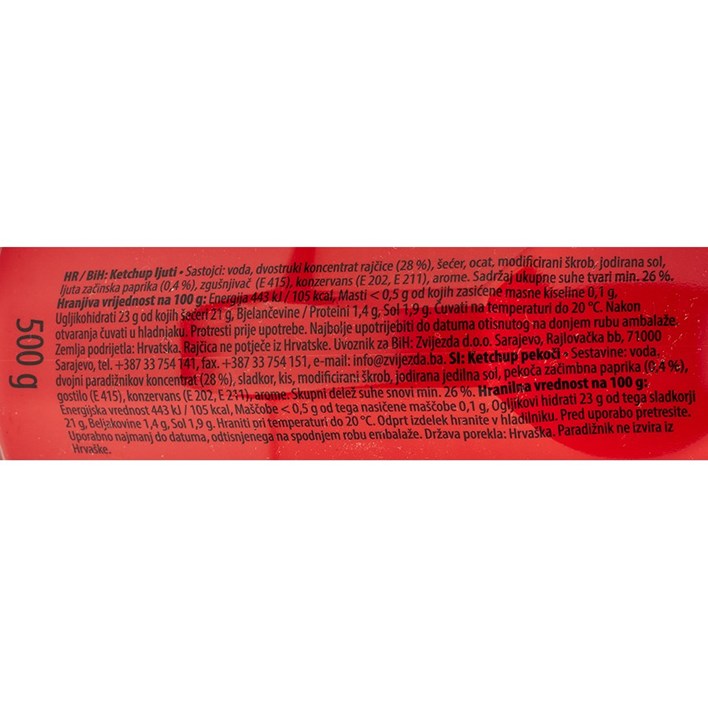 HR / BiH: Ketchup ljuti • Sastojci: voda, dvostruki koncentrat rajčice (28 %), šećer, ocat, modificirani škrob, jodirana sol,
ljuta začinska paprika (0,4 %), zgušnjivač (E 415), konzervans (E 202, E 211), arome. Sadržaj ukupne suhe tvari min. 26 %.
Hranjiva vrijednost na 100 g: Energija 443 kJ / 105 kcal, Masti < 0,5 g od kojih zasićene masne kiseline 0,1 g,
Ugljikohidrati 23 g od kojih šećeri 21 g, Bjelančevine / Proteini 1,4 g, Sol 1,9 g. Čuvati na temperaturi do 20 °C. Nakon
otvaranja čuvati u hladnjaku. Protresti prije upotrebe. Najbolje upotrijebiti do datuma otisnutog na donjem rubu ambalaže.
Zemlja podrijetla: Hrvatska. Rajčica ne potječe iz Hrvatske. Uvoznik za BiH: Zvijezda d.o.o. Sarajevo, Rajlovačka bb, 71000
Sarajevo, tel. +387 33 754 141, fax. +387 33 754 151, e-mail: info@zvijezda.ba. SI: Ketchup pekoči • Sestavine: voda,
dvojni paradižnikov koncentrat (28 %), sladkor, kis, modificirani škrob, jodirana jedilna sol, pekoča začimbna paprika (0,4 %),
gostilo (E 415), konzervans (E 202, E 211), arome. Skupni delež suhe snovi min. 26 %. Hranilna vrednost na 100 g:
Energijska vrednost 443 kJ / 105 kcal, Maščobe < 0,5 g od tega nasičene maščobe 0,1 g, Ogljikovi hidrati 23 g od tega sladkorji
21 g, Beljakovine 1,4 g, Sol 1,9 g. Hraniti pri temperaturi do 20 °C. Odprt izdelek hranite v hladilniku. Pred uporabo pretresite.
Uporabno najmanj do datuma, odtisnjenega na spodnjem robu embalaže. Država porekla: Hrvaška. Paradižnik ne izvira iz
Hrvaške.
500 g